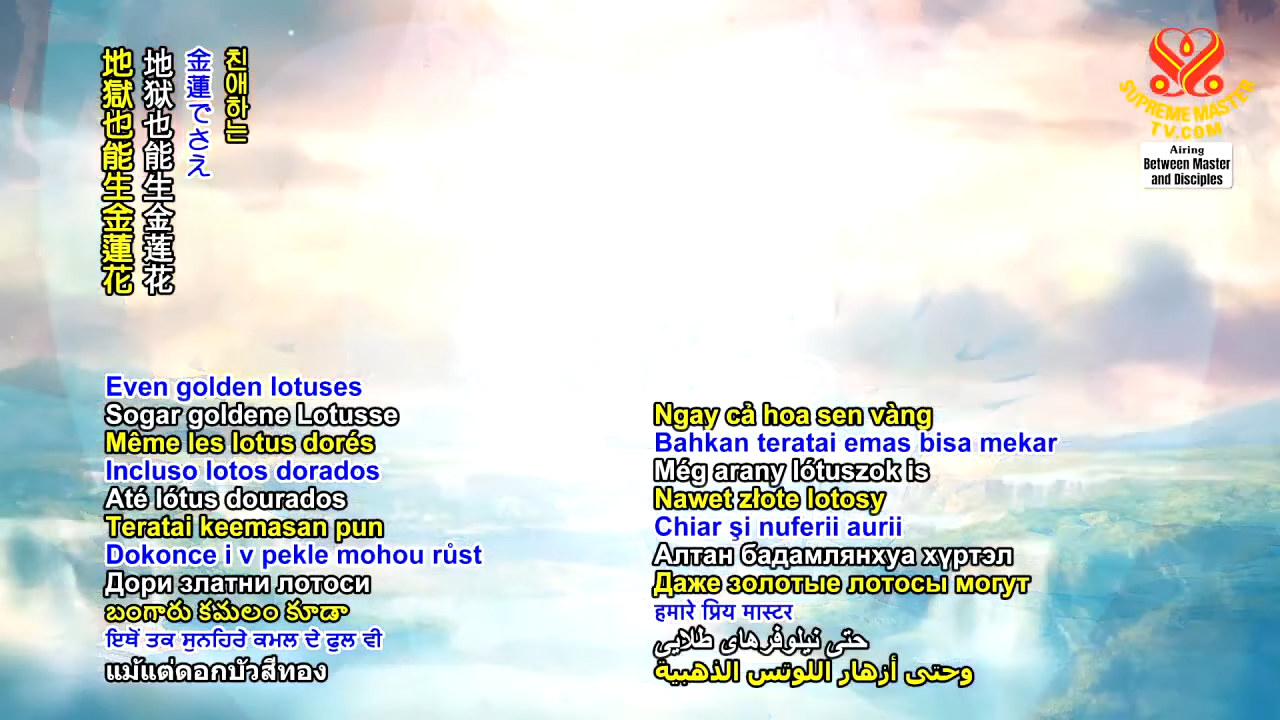 地獄也能生金蓮花
地狱也能生金莲花
金蓮でさえ
친애하는
SUPREME MASTER
TV.COM
Airing
Between Master
and Disciples
Even golden lotuses
Sogar goldene Lotusse
Même les lotus dorés
Incluso lotos dorados
Até lótus dourados
Teratai keemasan pun
Dokonce i v pekle mohou růst
Дори златни лотоси
బంగారు కమలం కూడా
ਇਥੋਂ ਤਕ ਸੁਨਹਿਰੇ ਕਮਲ ਦੇ ਫੁਲ ਵੀ
แม้แต่ดอกบัวสีทอง
Ngay cả hoa sen vàng
Bahkan teratai emas bisa mekar
Még arany lótuszok is
Nawet złote lotosy
Chiar şi nuferii aurii
Алтан бадамлянхуа хүртэл
Даже золотые лотосы могут
हमारे प्रिय मास्टर
حتی نیلوفرهای طلایی
وحتى أزهار اللوتس الذهبية